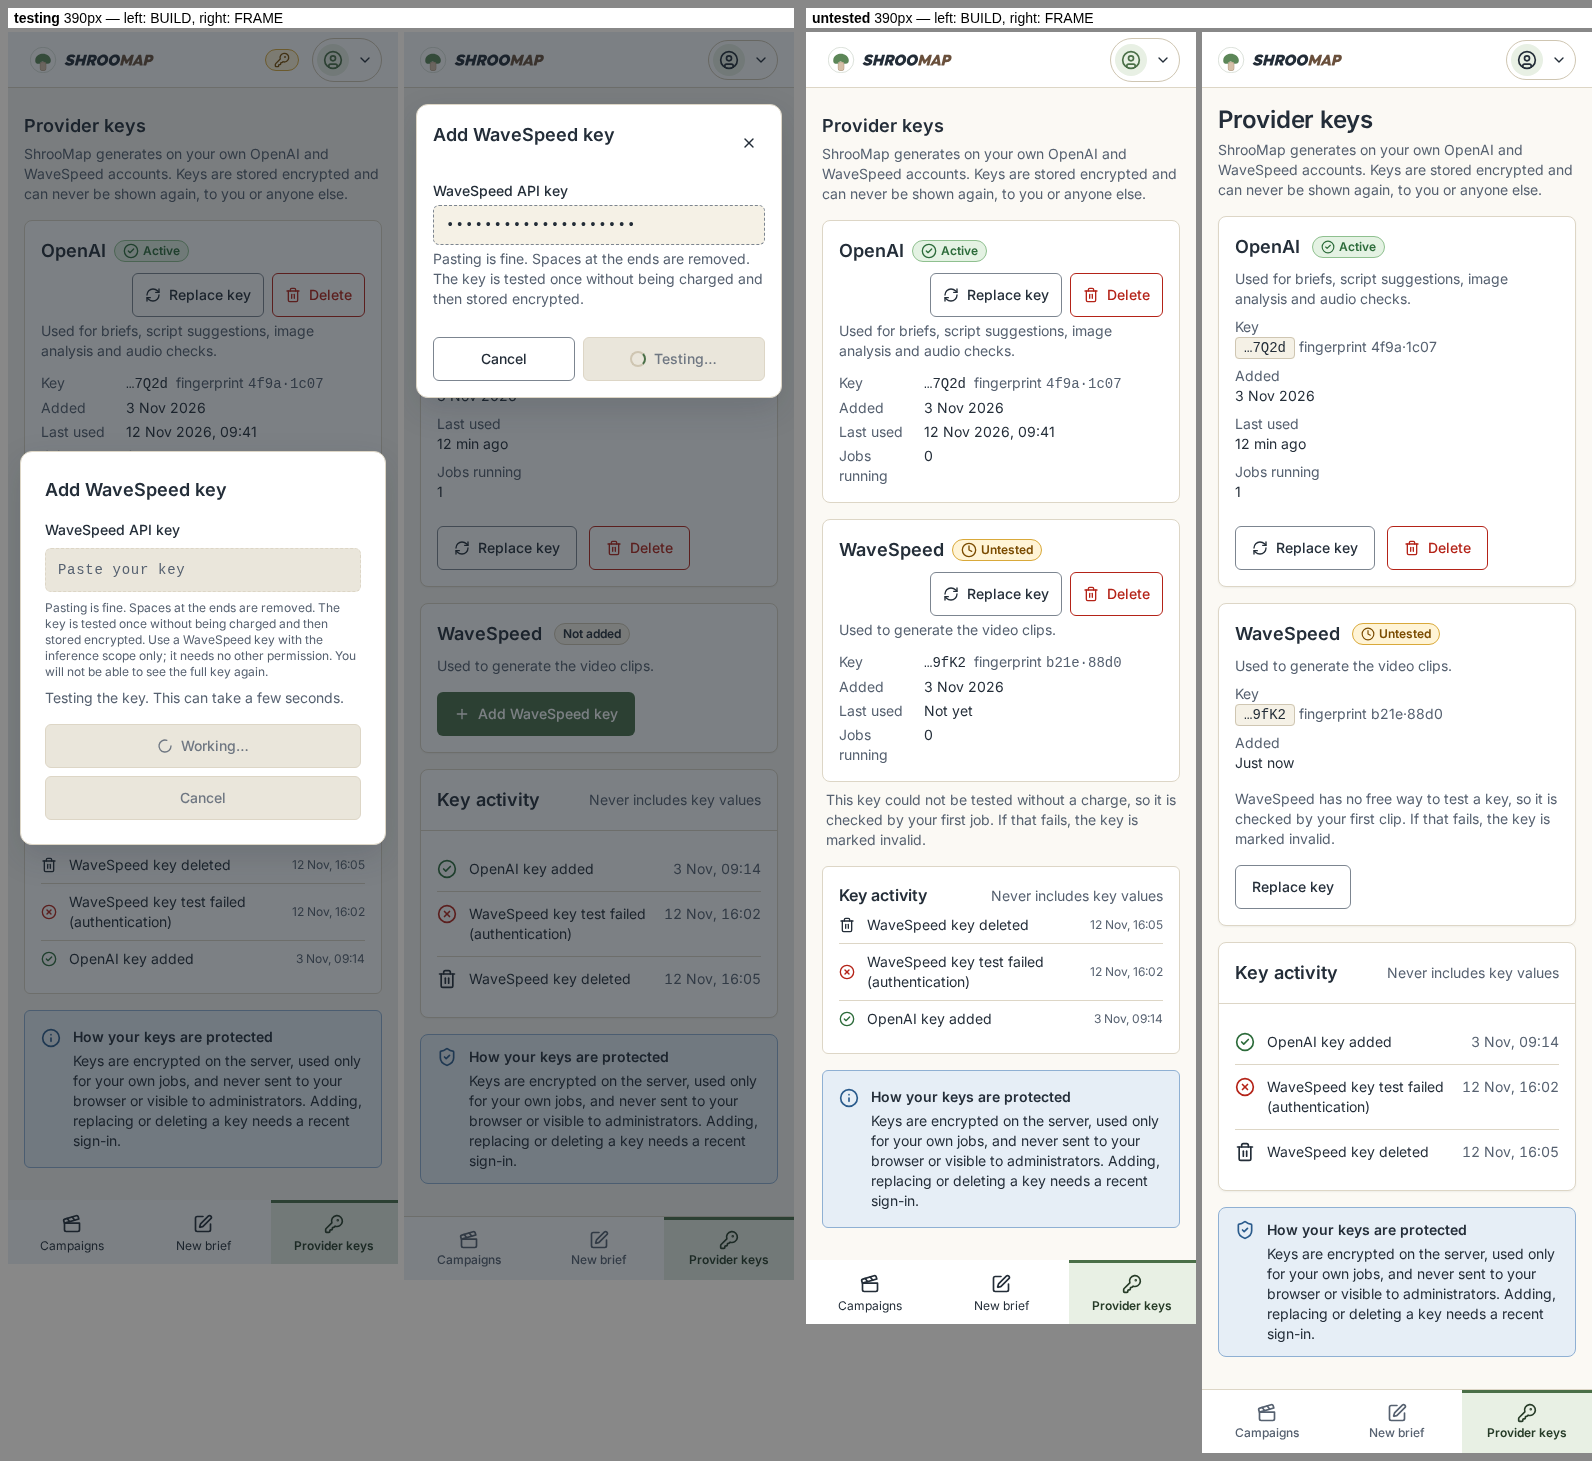 testing 390px — left: BUILD, right: FRAME
SHROOMAP
Provider keys
ShrooMap generates on your own OpenAI and
WaveSpeed accounts. Keys are stored encrypted and
can never be shown again, to you or anyone else.
OpenAI Active
Replace key Delete
Used for briefs, script suggestions, image
analysis and audio checks.
Key …7Q2d fingerprint 4f9a·1c07
Added 3 Nov 2026
Last used 12 Nov 2026, 09:41
Add WaveSpeed key
WaveSpeed API key
Paste your key
Pasting is fine. Spaces at the ends are removed. The
key is tested once without being charged and then
stored encrypted. Use a WaveSpeed key with the
inference scope only; it needs no other permission. You
will not be able to see the full key again.
Testing the key. This can take a few seconds.
Working…
Cancel
WaveSpeed key deleted 12 Nov, 16:05
WaveSpeed key test failed
(authentication) 12 Nov, 16:02
OpenAI key added 3 Nov, 09:14
How your keys are protected
Keys are encrypted on the server, used only
for your own jobs, and never sent to your
browser or visible to administrators. Adding,
replacing or deleting a key needs a recent
sign-in.
Campaigns New brief Provider keys
SHROOMAP
Add WaveSpeed key
WaveSpeed API key
•••••••••••••••••••
Pasting is fine. Spaces at the ends are removed.
The key is tested once without being charged and
then stored encrypted.
Cancel Testing…
3 Nov 2026
Last used
12 min ago
Jobs running
1
Replace key Delete
WaveSpeed Not added
Used to generate the video clips.
Add WaveSpeed key
Key activity Never includes key values
OpenAI key added 3 Nov, 09:14
WaveSpeed key test failed 12 Nov, 16:02
(authentication)
WaveSpeed key deleted 12 Nov, 16:05
How your keys are protected
Keys are encrypted on the server, used only
for your own jobs, and never sent to your
browser or visible to administrators. Adding,
replacing or deleting a key needs a recent
sign-in.
Campaigns New brief Provider keys
untested 390px — left: BUILD, right: FRAME
SHROOMAP
Provider keys
ShrooMap generates on your own OpenAI and
WaveSpeed accounts. Keys are stored encrypted and
can never be shown again, to you or anyone else.
OpenAI Active
Replace key Delete
Used for briefs, script suggestions, image
analysis and audio checks.
Key …7Q2d fingerprint 4f9a·1c07
Added 3 Nov 2026
Last used 12 Nov 2026, 09:41
Jobs 0
running
WaveSpeed Untested
Replace key Delete
Used to generate the video clips.
Key …9fK2 fingerprint b21e·88d0
Added 3 Nov 2026
Last used Not yet
Jobs 0
running
This key could not be tested without a charge, so it is
checked by your first job. If that fails, the key is
marked invalid.
Key activity Never includes key values
WaveSpeed key deleted 12 Nov, 16:05
WaveSpeed key test failed
(authentication) 12 Nov, 16:02
OpenAI key added 3 Nov, 09:14
How your keys are protected
Keys are encrypted on the server, used only
for your own jobs, and never sent to your
browser or visible to administrators. Adding,
replacing or deleting a key needs a recent
sign-in.
Campaigns New brief Provider keys
SHROOMAP
Provider keys
ShrooMap generates on your own OpenAI and
WaveSpeed accounts. Keys are stored encrypted and
can never be shown again, to you or anyone else.
OpenAI Active
Used for briefs, script suggestions, image
analysis and audio checks.
Key
…7Q2d fingerprint 4f9a·1c07
Added
3 Nov 2026
Last used
12 min ago
Jobs running
1
Replace key Delete
WaveSpeed Untested
Used to generate the video clips.
Key
…9fK2 fingerprint b21e·88d0
Added
Just now
WaveSpeed has no free way to test a key, so it is
checked by your first clip. If that fails, the key is
marked invalid.
Replace key
Key activity Never includes key values
OpenAI key added 3 Nov, 09:14
WaveSpeed key test failed 12 Nov, 16:02
(authentication)
WaveSpeed key deleted 12 Nov, 16:05
How your keys are protected
Keys are encrypted on the server, used only
for your own jobs, and never sent to your
browser or visible to administrators. Adding,
replacing or deleting a key needs a recent
sign-in.
Campaigns New brief Provider keys